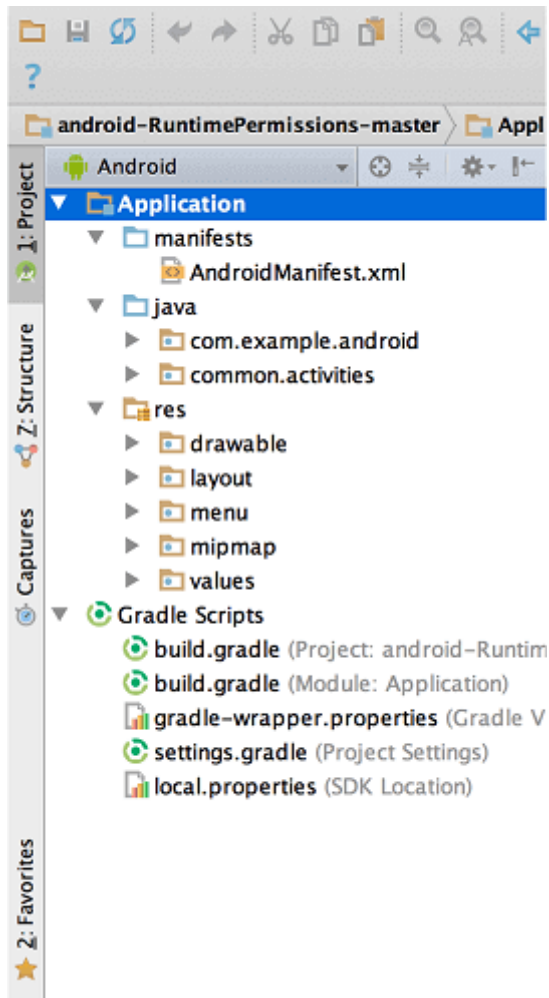 ?
android-RuntimePermissions-master
Appl
Android
1: Project
Application
manifests
AndroidManifest.xml
java
com.example.android
common.activities
Z: Structure
res
drawable
layout
menu
mipmap
values
Captures
Gradle Scripts
build.gradle (Project: android-Runtim
build.gradle (Module: Application)
gradle-wrapper.properties (Gradle V
settings.gradle (Project Settings)
local.properties (SDK Location)
2: Favorites